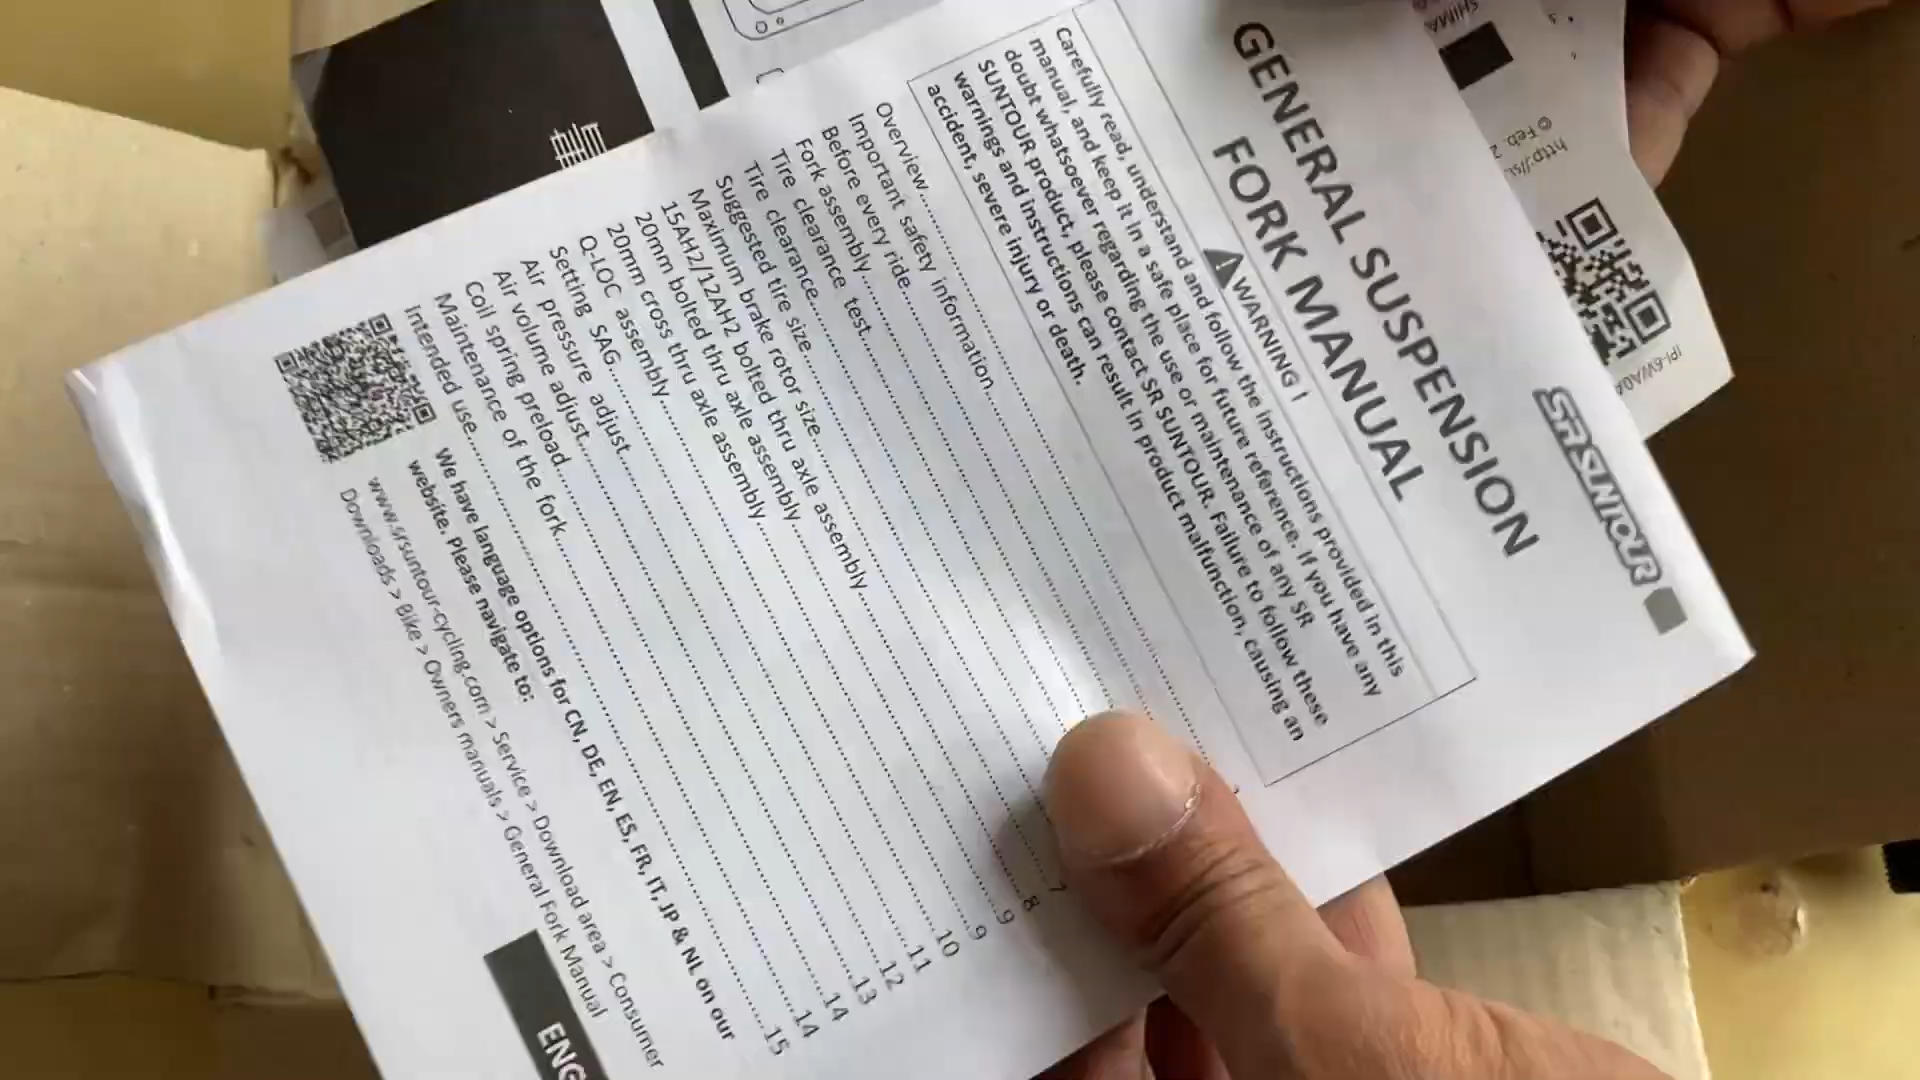 SR SUNTOUR
GENERAL SUSPENSION
FORK MANUAL
WARNING !
Carefully read, understand and follow the instructions provided in this
manual, and keep it in a safe place for future reference. If you have any
doubt whatsoever regarding the use or maintenance of any SR
SUNTOUR product, please contact SR SUNTOUR. Failure to follow these
warnings and instructions can result in product malfunction, causing an
accident, severe injury or death.
Overview
Important safety information
Before every ride
Fork assembly
Tire clearance test
Tire clearance
Suggested tire size
Maximum brake rotor size 7
15AH2/12AH2 bolted thru axle assembly 8
20mm bolted thru axle assembly 9
20mm cross thru axle assembly 9
Q-LOC assembly 10
Setting SAG 11
Air pressure adjust 12
Air volume adjust 13
Coil spring preload 14
Maintenance of the fork 14
Intended use 15
We have language options for CN, DE, EN, ES, FR, IT, JP & NL on our
website. Please navigate to:
www.srsuntour-cycling.com > Service > Download area > Consumer
Downloads > Bike > Owners manuals > General Fork Manual
ENG
© Feb. 2
http://si.